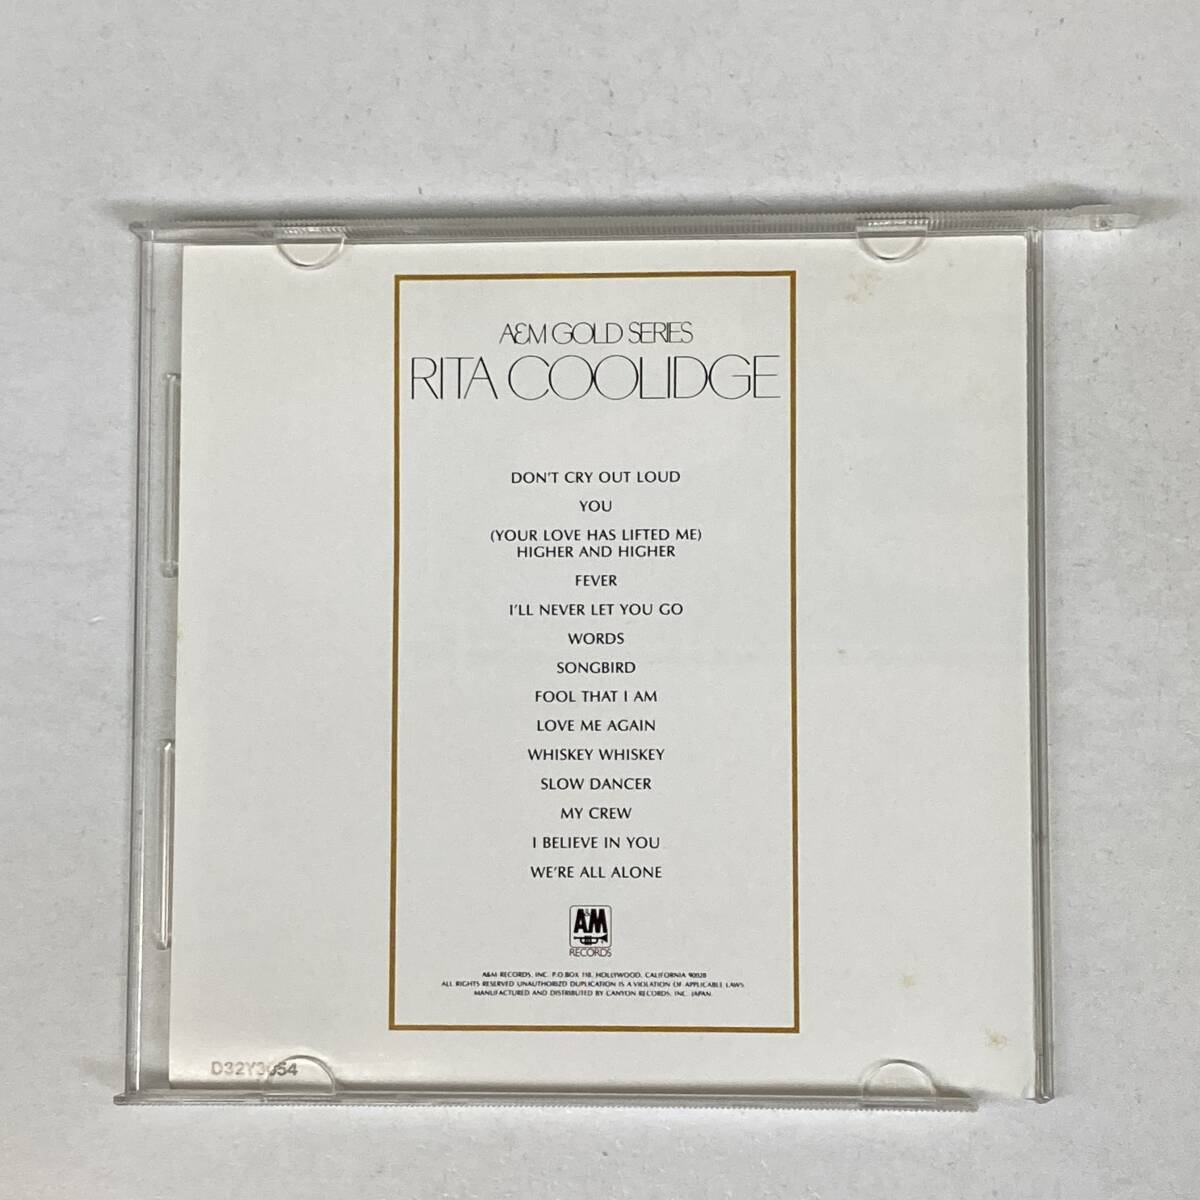 A&M GOLD SERIES
RITA COOLIDGE
DON'T CRY OUT LOUD
YOU
(YOUR LOVE HAS LIFTED ME)
HIGHER AND HIGHER
FEVER
I'LL NEVER LET YOU GO
WORDS
SONGBIRD
FOOL THAT I AM
LOVE ME AGAIN
WHISKEY WHISKEY
SLOW DANCER
MY CREW
I BELIEVE IN YOU
WE'RE ALL ALONE
A&M
RECORDS
A&M RECORDS, INC. P.O.BOX 118, HOLLYWOOD, CALIFORNIA 90028
ALL RIGHTS RESERVED UNAUTHORIZD DUPLICATION IS A VIOLATION OF APPLICABLE LAWS
MANUFACTURED AND DISTRIBUTED BY CANYON RECORDS, INC. JAPAN.
D32Y3054